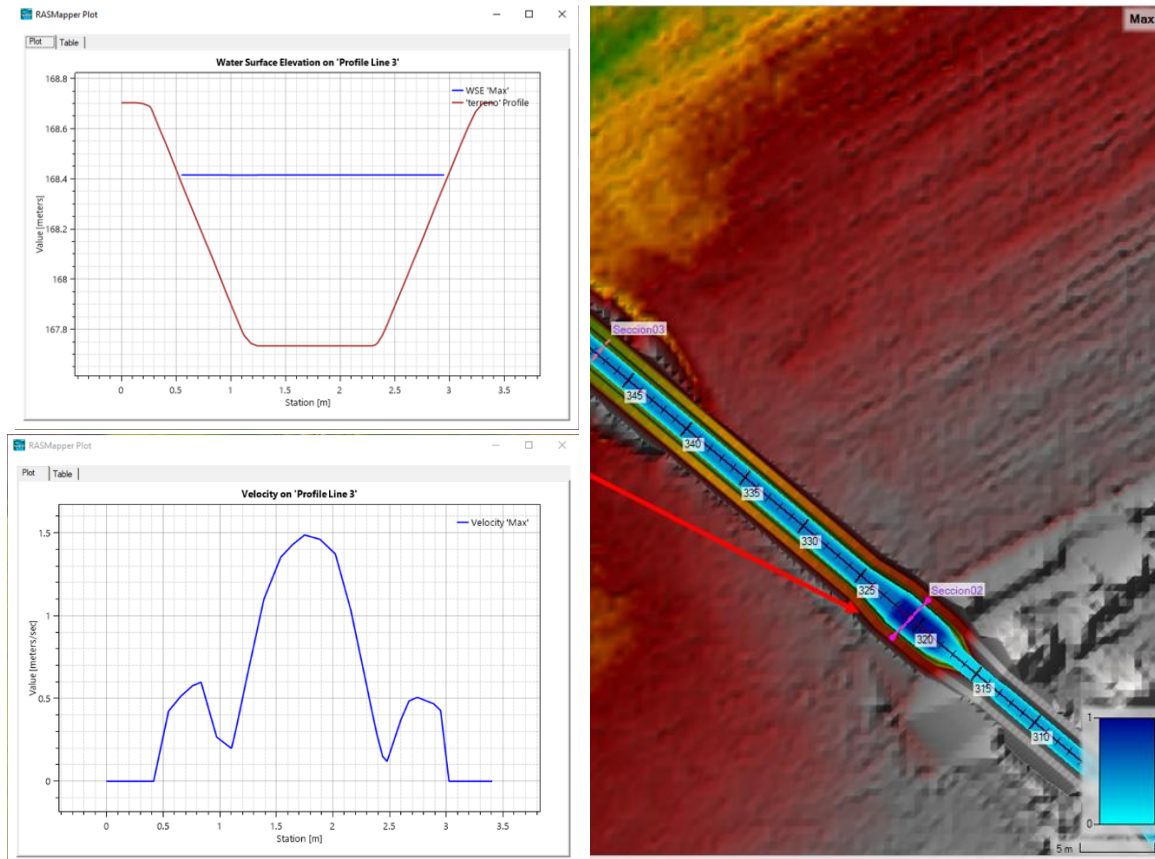 RASMapper Plot
Plot
Table
Water Surface Elevation on 'Profile Line 3'
WSE 'Max'
'terreno' Profile
Value [meters]
168.8
168.6
168.4
168.2
168
167.8
0
0.5
1
1.5
2
2.5
3
3.5
Station [m]
RASMapper Plot
Plot
Table
Velocity on 'Profile Line 3'
Velocity 'Max'
Value [meters/sec]
1.5
1
0.5
0
0
0.5
1
1.5
2
2.5
3
3.5
Station [m]
Max
Seccion03
345
340
335
330
325
Seccion02
320
315
310
1
0
5 m